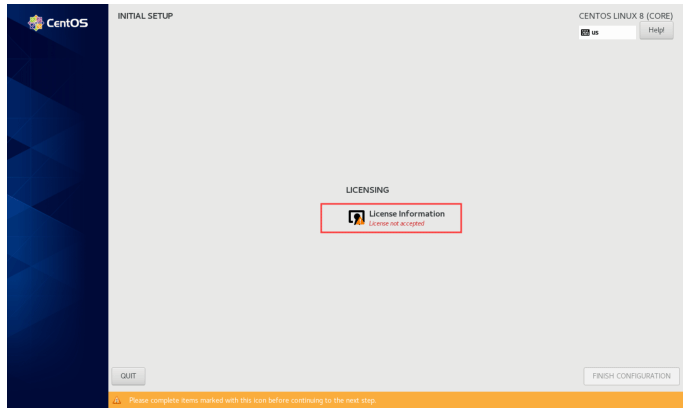 CentOS
INITIAL SETUP
CENTOS LINUX 8 (CORE)
us
Help!
LICENSING
License Information
License not accepted
QUIT
FINISH CONFIGURATION
Please complete items marked with this icon before continuing to the next step.